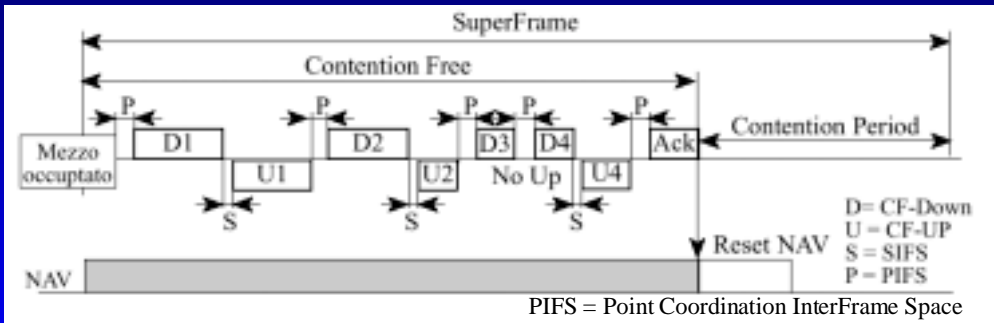 SuperFrame
Contention Free
P P P P P
D1 D2 D3 D4 Ack Contention Period
Mezzo
occuptato
U1 U2 No Up U4
S S S
D= CF-Down
U = CF-UP
S = SIFS
P = PIFS
Reset NAV
NAV
PIFS = Point Coordination InterFrame Space